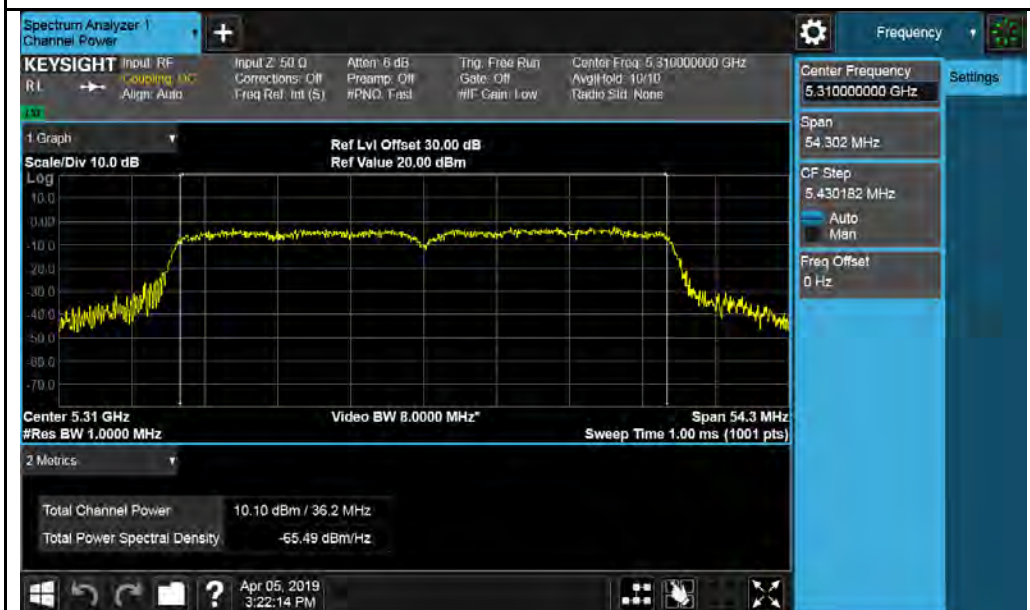 Spectrum Analyzer 1
Channel Power
+
Frequency
KEYSIGHT
Input: RF
Coupling: DC
Align: Auto
Input Z: 50 Ω
Corrections: Off
Freq Ref: Int (S)
Atten: 6 dB
Preamp: Off
#PNO: Fast
Trig: Free Run
Gate: Off
#IF Gain: Low
Center Freq: 5.310000000 GHz
Avg|Hold: 10/10
Radio Std: None
Center Frequency
5.310000000 GHz
Settings
Span
54.302 MHz
CF Step
5.430182 MHz
Auto
Man
Freq Offset
0 Hz
1 Graph
Scale/Div 10.0 dB
Ref Lvl Offset 30.00 dB
Ref Value 20.00 dBm
Log
10.0
0.00
-10.0
-20.0
-30.0
-40.0
-50.0
-60.0
-70.0
Center 5.31 GHz
#Res BW 1.0000 MHz
Video BW 8.0000 MHz*
Span 54.3 MHz
Sweep Time 1.00 ms (1001 pts)
2 Metrics
Total Channel Power
10.10 dBm / 36.2 MHz
Total Power Spectral Density
-65.49 dBm/Hz
?
Apr 05, 2019
3:22:14 PM